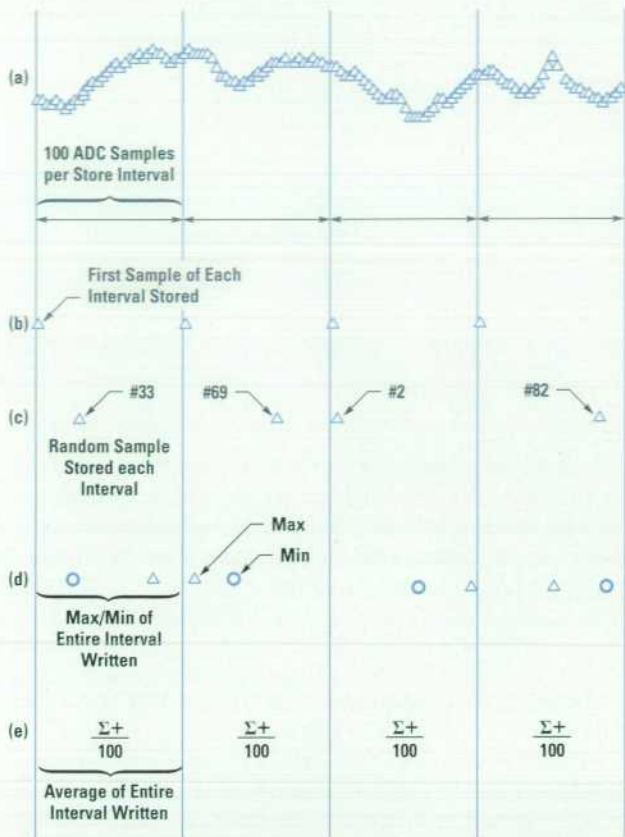 (a)
100 ADC Samples
per Store Interval
First Sample of Each
Interval Stored
(b)
#33
#69
#2
#82
(c)
Random Sample
Stored each
Interval
Max
Min
(d)
Max/Min of
Entire Interval
Written
(e)
Σ+
100
Σ+
100
Σ+
100
Σ+
100
Average of Entire
Interval Written